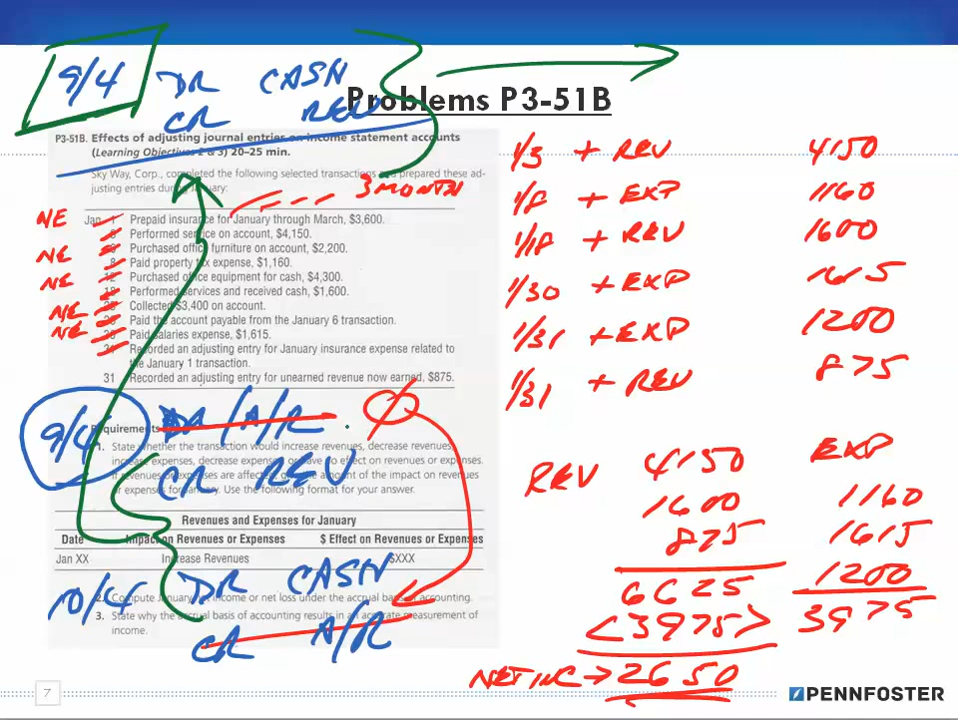 9/4 DR CASH
CR REV
Problems P3-51B
P3-51B. Effects of adjusting journal entries on income statement accounts
(Learning Objectives 2 & 3) 20–25 min.
Sky Way, Corp., completed the following selected transactions and prepared these ad-
justing entries during January:
3 MONTH
NE Jan. 1 Prepaid insurance for January through March, $3,600.
Performed service on account, $4,150.
NE Purchased office furniture on account, $2,200.
8 Paid property tax expense, $1,160.
NE 12 Purchased office equipment for cash, $4,300.
18 Performed services and received cash, $1,600.
NE Collected $3,400 on account.
NE Paid the account payable from the January 6 transaction.
Paid salaries expense, $1,615.
Recorded an adjusting entry for January insurance expense related to
the January 1 transaction.
31 Recorded an adjusting entry for unearned revenue now earned, $875.
9/4 DR / A/R
CR REV
Requirements
1. State whether the transaction would increase revenues, decrease revenues,
increase expenses, decrease expenses, or have no effect on revenues or expenses.
If revenues or expenses are affected, give the amount of the impact on revenues
or expenses for January. Use the following format for your answer.
Revenues and Expenses for January
Date Impact on Revenues or Expenses $ Effect on Revenues or Expenses
Jan XX Increase Revenues $XXX
10/4 DR CASH
CR A/R
2. Compute January net income or net loss under the accrual basis of accounting.
3. State why the accrual basis of accounting results in an accurate measurement of
income.
1/3 + REV 4150
1/8 + EXP 1160
1/18 + REV 1600
1/30 + EXP 1615
1/31 + EXP 1200
1/31 + REV 875
REV 4150 EXP
1600 1160
875 1615
6625 1200
<3975> 3975
NET INC → 2650
7
PENNFOSTER